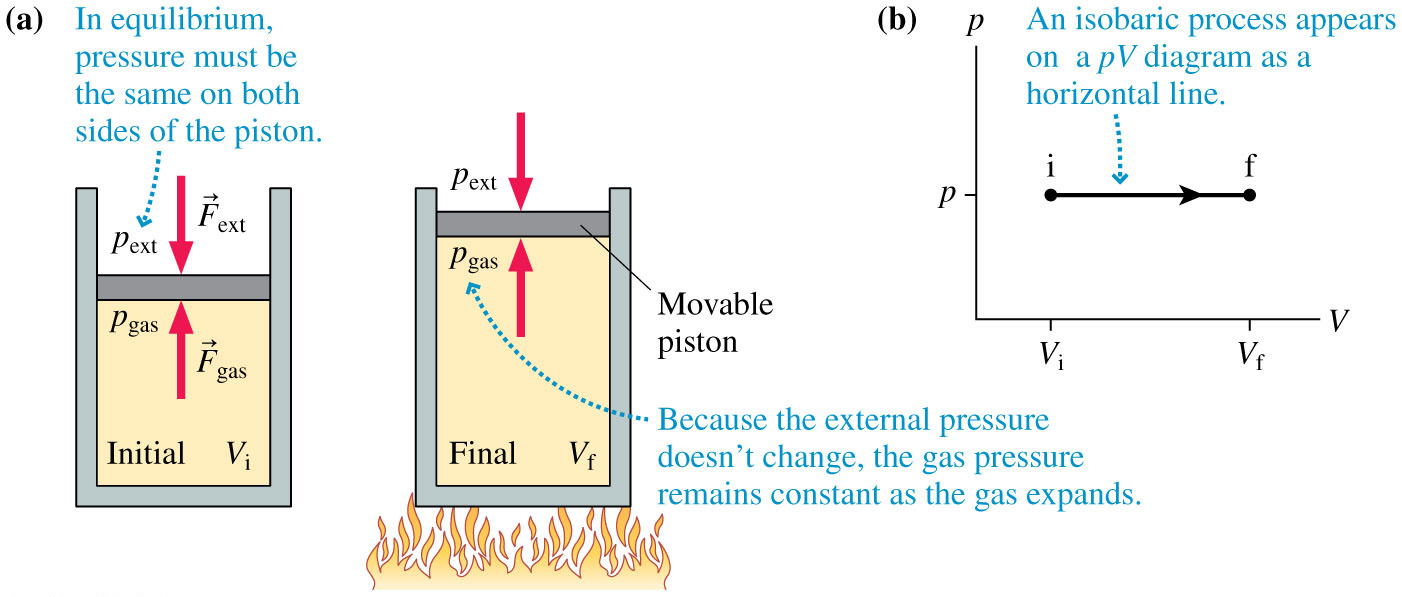 (a) In equilibrium,
pressure must be
the same on both
sides of the piston.
p_ext
F⃗_ext
p_gas
F⃗_gas
Initial V_i
p_ext
p_gas
Final V_f
Movable
piston
Because the external pressure
doesn’t change, the gas pressure
remains constant as the gas expands.
(b) p
An isobaric process appears
on a pV diagram as a
horizontal line.
i f
p
V
V_i V_f